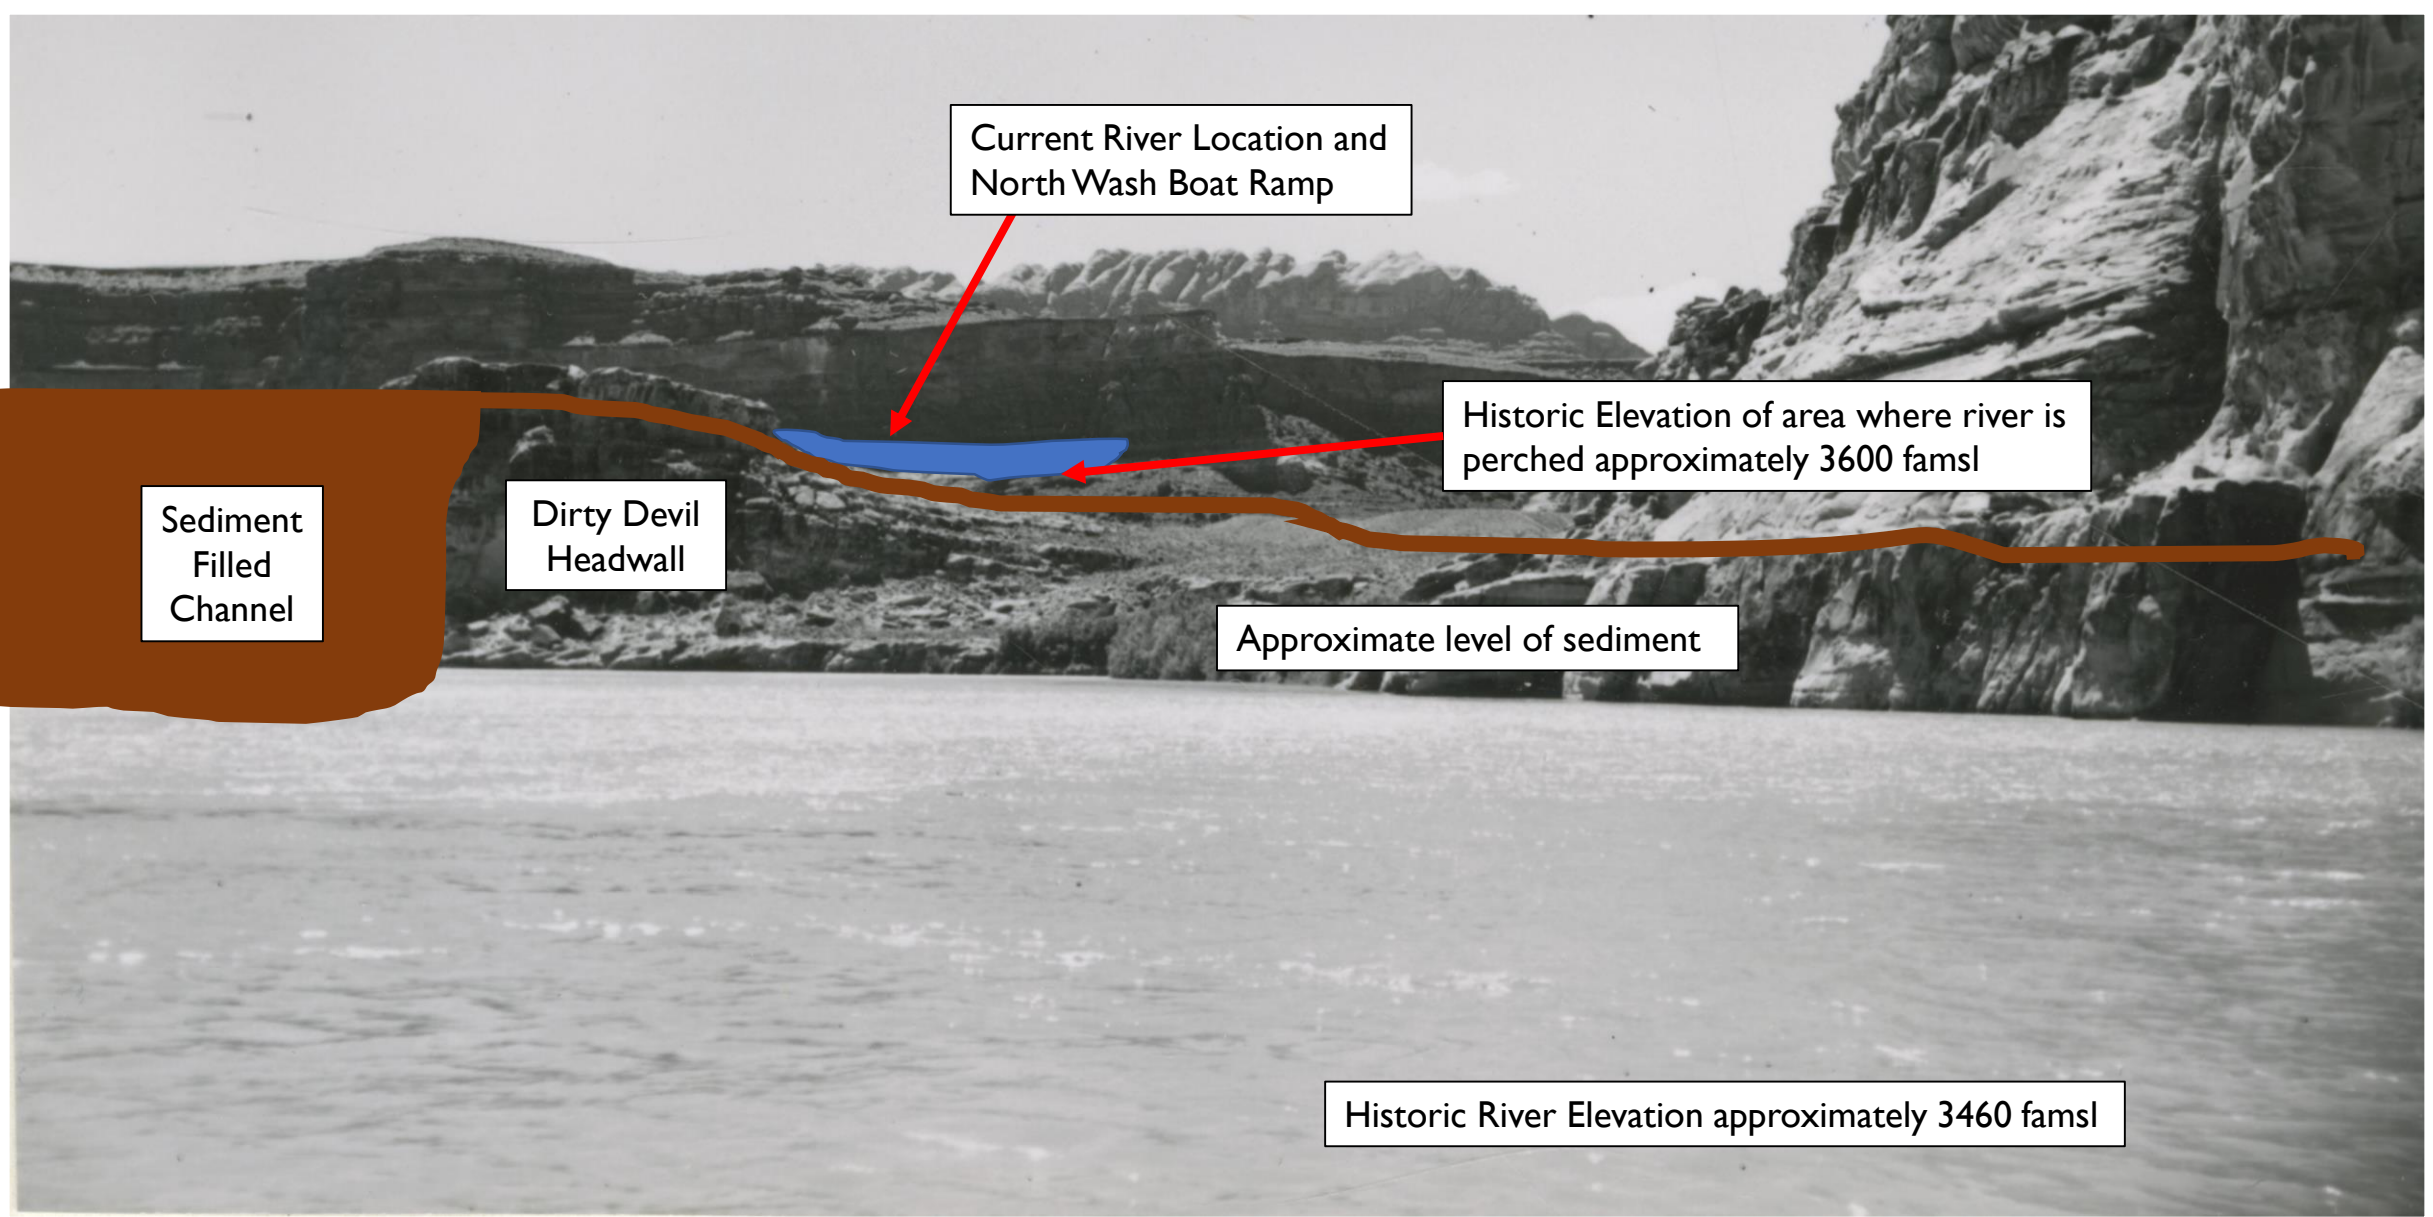 Current River Location and
North Wash Boat Ramp
Historic Elevation of area where river is
perched approximately 3600 famsl
Sediment
Filled
Channel
Dirty Devil
Headwall
Approximate level of sediment
Historic River Elevation approximately 3460 famsl